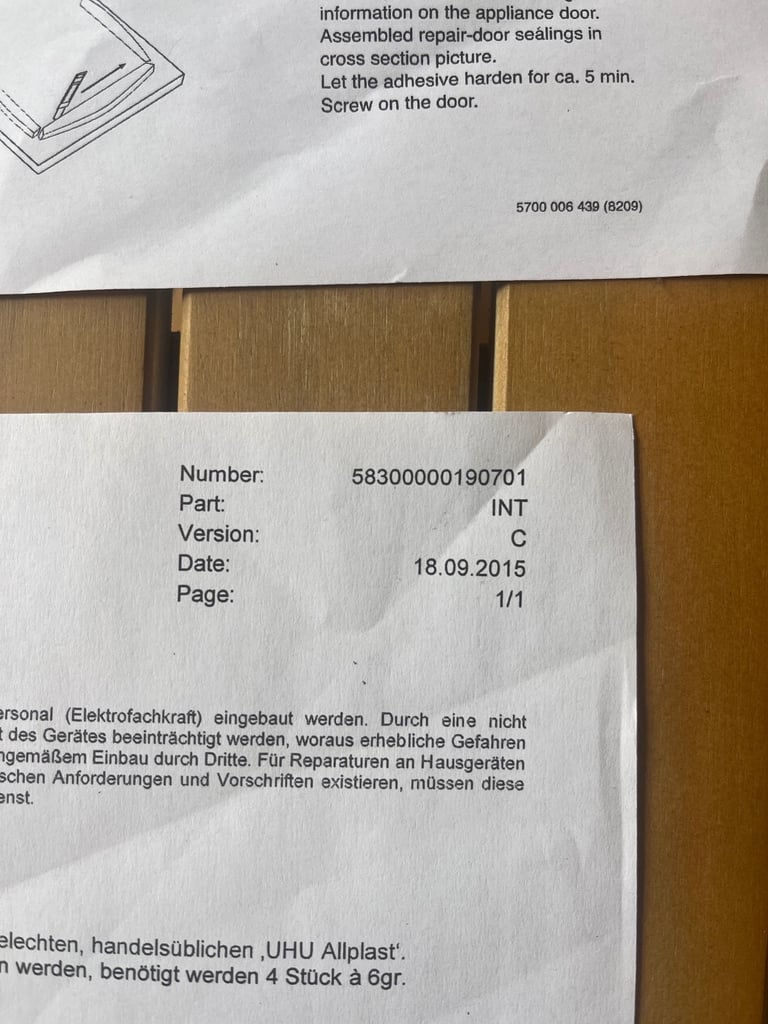 information on the appliance door.
Assembled repair-door sealings in
cross section picture.
Let the adhesive harden for ca. 5 min.
Screw on the door.
5700 006 439 (8209)
Number: 58300000190701
Part: INT
Version: C
Date: 18.09.2015
Page: 1/1
ersonal (Elektrofachkraft) eingebaut werden. Durch eine nicht
t des Gerätes beeinträchtigt werden, woraus erhebliche Gefahren
ngemäßem Einbau durch Dritte. Für Reparaturen an Hausgeräten
schen Anforderungen und Vorschriften existieren, müssen diese
enst.
elechten, handelsüblichen ‚UHU Allplast‘.
n werden, benötigt werden 4 Stück à 6gr.